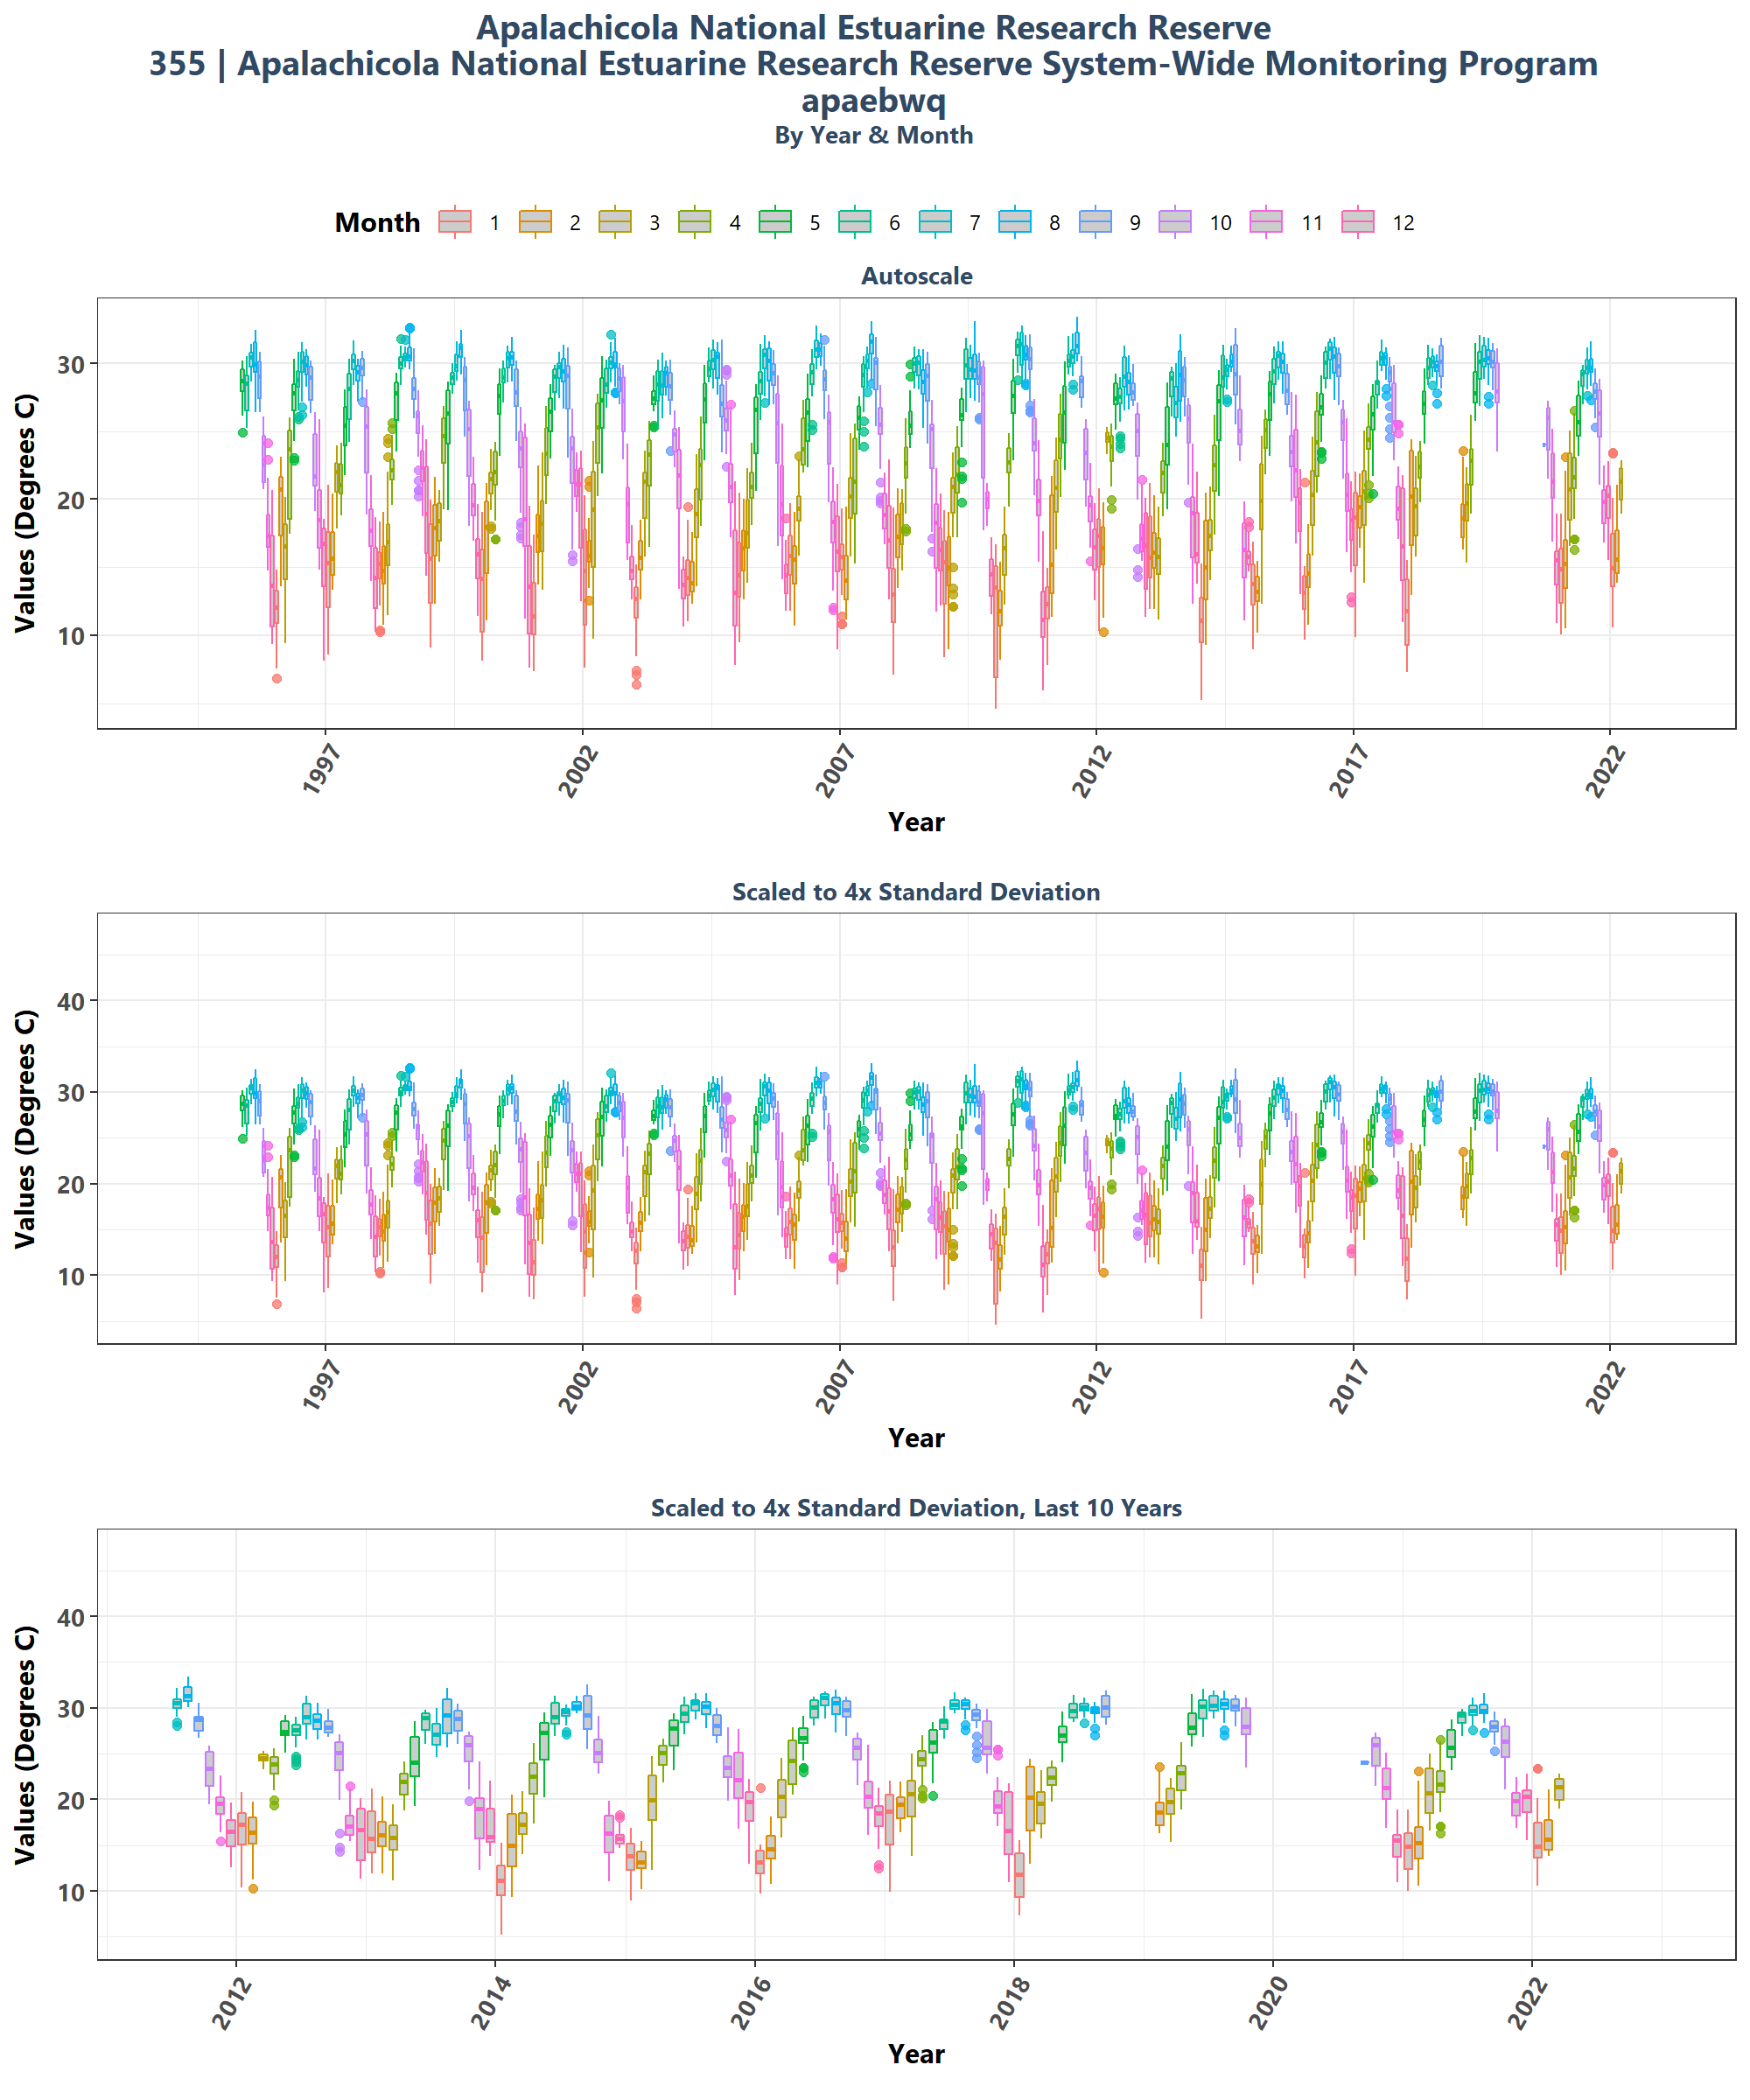 Apalachicola National Estuarine Research Reserve
355 | Apalachicola National Estuarine Research Reserve System-Wide Monitoring Program
apaebwq
By Year & Month
Month 1 2 3 4 5 6 7 8 9 10 11 12
Autoscale
Values (Degrees C)
30
20
10
1997 2002 2007 2012 2017 2022
Year
Scaled to 4x Standard Deviation
Values (Degrees C)
40
30
20
10
1997 2002 2007 2012 2017 2022
Year
Scaled to 4x Standard Deviation, Last 10 Years
Values (Degrees C)
40
30
20
10
2012 2014 2016 2018 2020 2022
Year